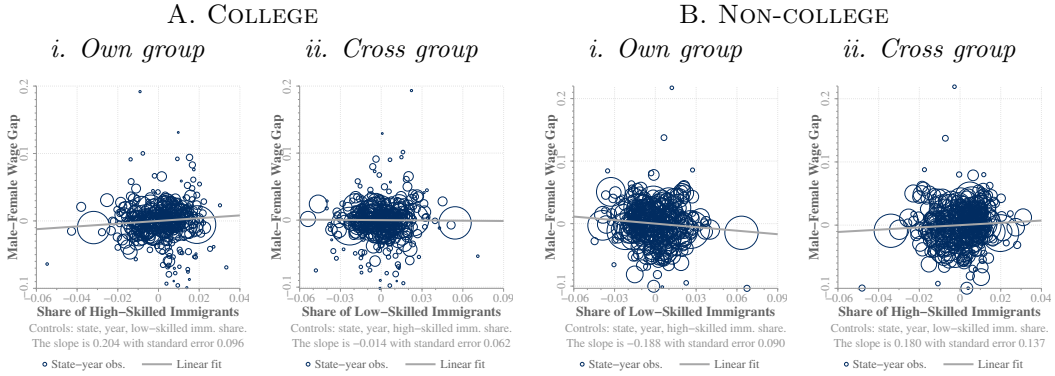 A. COLLEGE
i. Own group
ii. Cross group
B. NON-COLLEGE
i. Own group
ii. Cross group
Male−Female Wage Gap
−0.1
0
0.1
0.2
−0.06 −0.04 −0.02 0 0.02 0.04
Share of High−Skilled Immigrants
Controls: state, year, low−skilled imm. share.
The slope is 0.204 with standard error 0.096
State−year obs. Linear fit
Male−Female Wage Gap
−0.1
0
0.1
0.2
−0.06 −0.03 0 0.03 0.06 0.09
Share of Low−Skilled Immigrants
Controls: state, year, high−skilled imm. share.
The slope is −0.014 with standard error 0.062
State−year obs. Linear fit
Male−Female Wage Gap
−0.1
0
0.1
0.2
−0.06 −0.03 0 0.03 0.06 0.09
Share of Low−Skilled Immigrants
Controls: state, year, high−skilled imm. share.
The slope is −0.188 with standard error 0.090
State−year obs. Linear fit
Male−Female Wage Gap
−0.1
0
0.1
0.2
−0.06 −0.04 −0.02 0 0.02 0.04
Share of High−Skilled Immigrants
Controls: state, year, low−skilled imm. share.
The slope is 0.180 with standard error 0.137
State−year obs. Linear fit